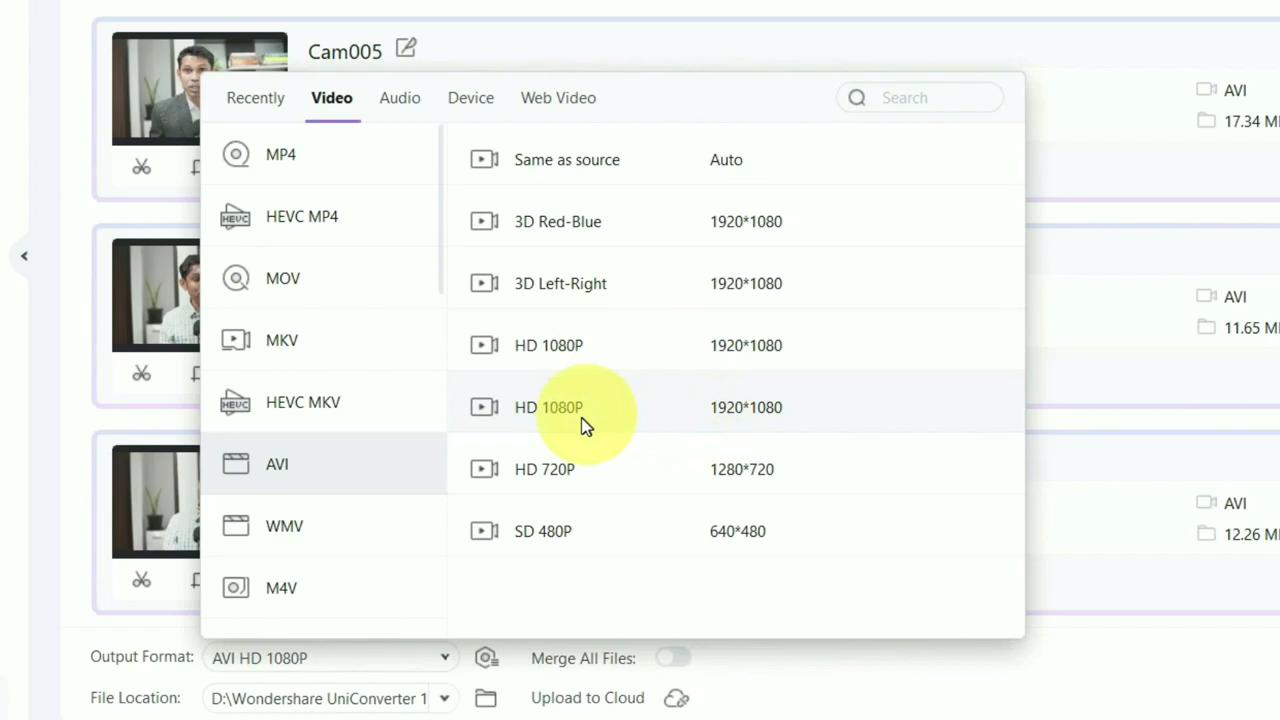 Cam005
Recently Video Audio Device Web Video Search
MP4
HEVC MP4
MOV
MKV
HEVC MKV
AVI
WMV
M4V
Same as source Auto
3D Red-Blue 1920*1080
3D Left-Right 1920*1080
HD 1080P 1920*1080
HD 1080P 1920*1080
HD 720P 1280*720
SD 480P 640*480
AVI
17.34
AVI
11.65
AVI
12.26
Output Format: AVI HD 1080P Merge All Files:
File Location: D:\Wondershare UniConverter 1 Upload to Cloud